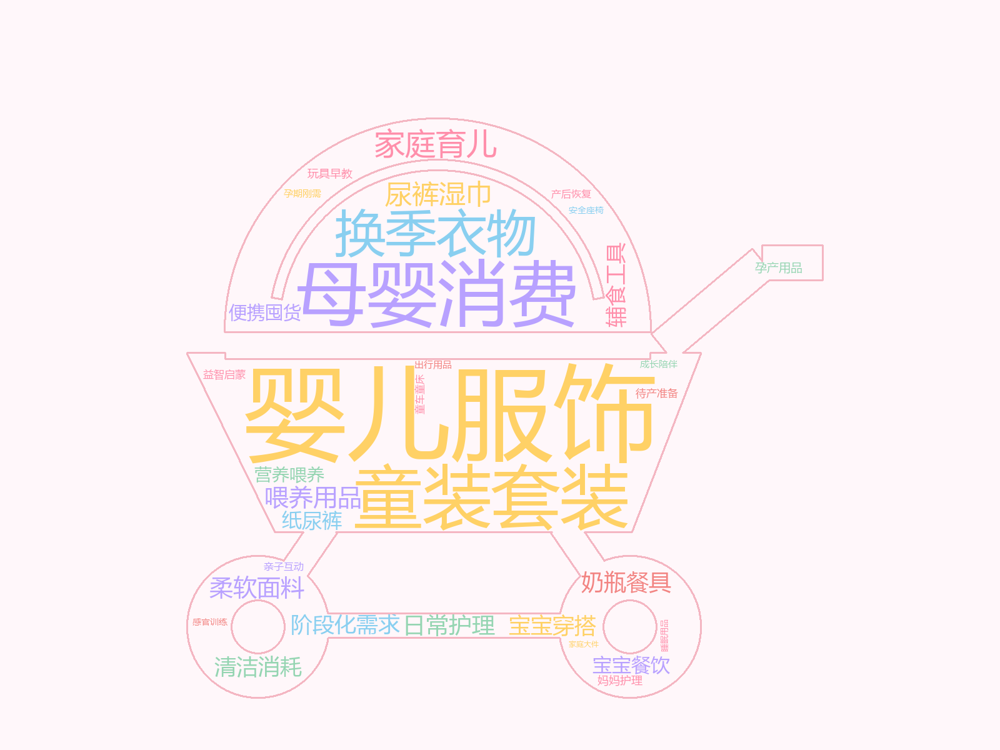 家庭育儿
玩具早教
孕期刚需
产后恢复
安全座椅
尿裤湿巾
换季衣物
母婴消费
便携囤货
辅食工具
孕产用品
出行用品
成长陪伴
益智启蒙
婴儿服饰
童车童床
待产准备
营养喂养
喂养用品
童装套装
纸尿裤
亲子互动
柔软面料
奶瓶餐具
感官训练
阶段化需求
日常护理
宝宝穿搭
睡眠用品
家庭大件
清洁消耗
宝宝餐饮
妈妈护理